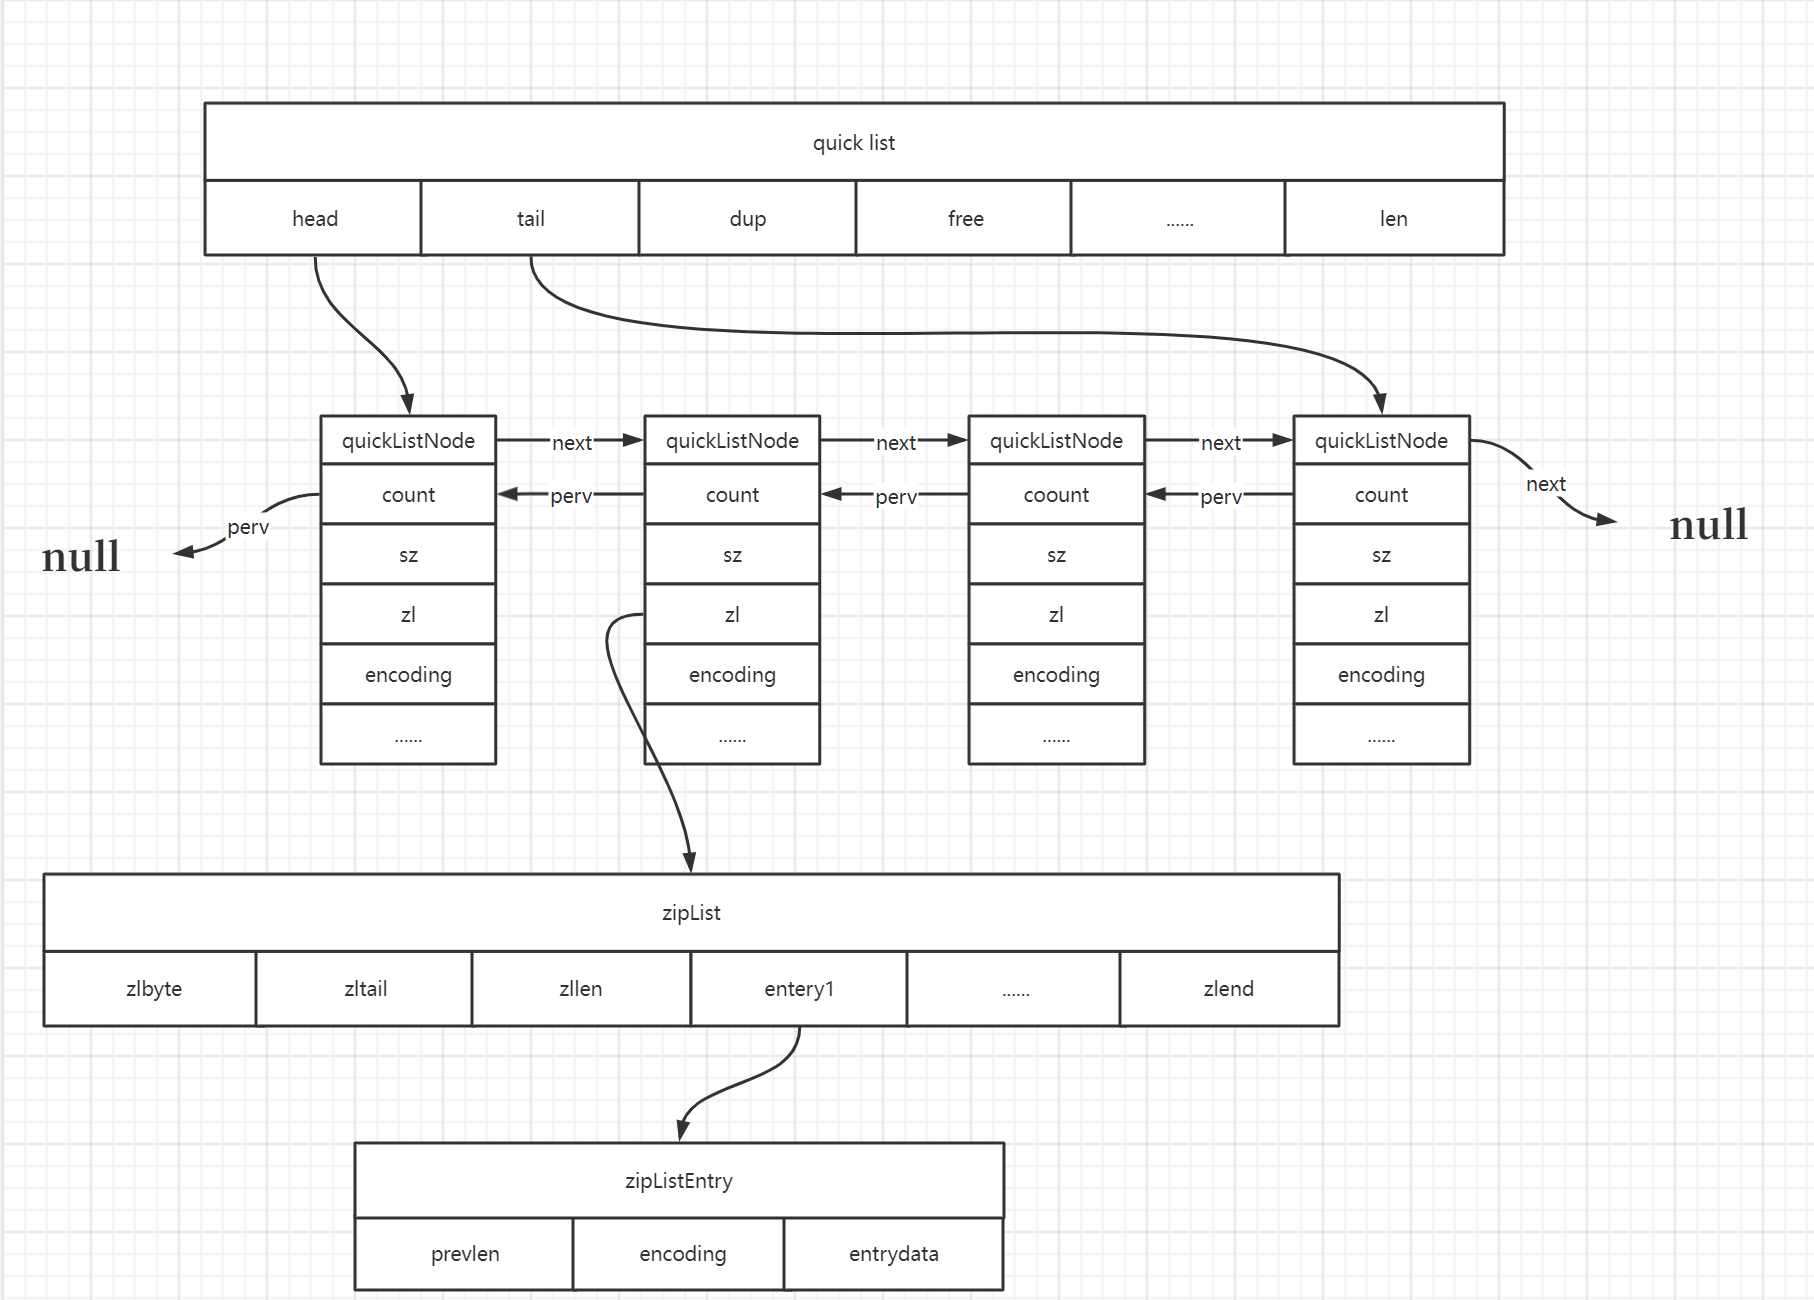 quick list
head tail dup free ...... len
quickListNode next quickListNode next quickListNode next quickListNode
next
count perv count perv coount perv count
perv
null
null
sz sz sz sz
zl zl zl zl
encoding encoding encoding encoding
...... ...... ...... ......
zipList
zlbyte zltail zllen entery1 ...... zlend
zipListEntry
prevlen encoding entrydata